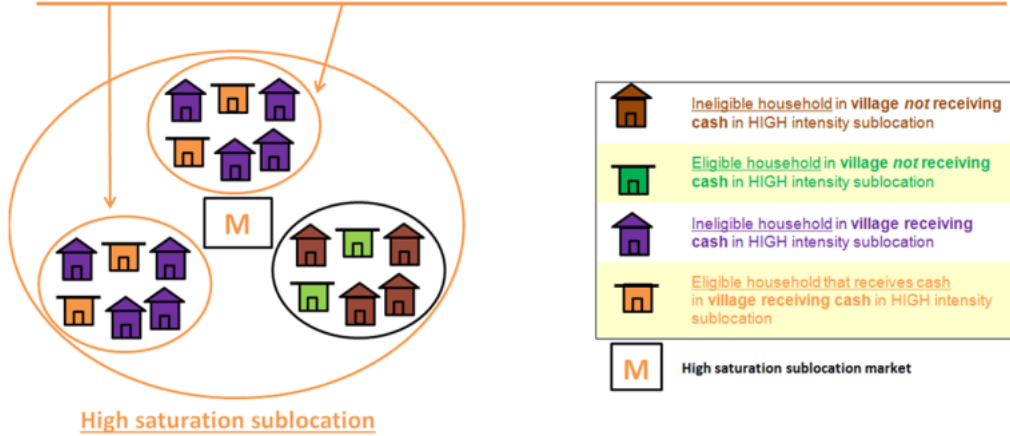 Ineligible household in village not receiving
cash in HIGH intensity sublocation
Eligible household in village not receiving
cash in HIGH intensity sublocation
M
Ineligible household in village receiving
cash in HIGH intensity sublocation
Eligible household that receives cash
in village receiving cash in HIGH intensity
sublocation
M
High saturation sublocation market
High saturation sublocation